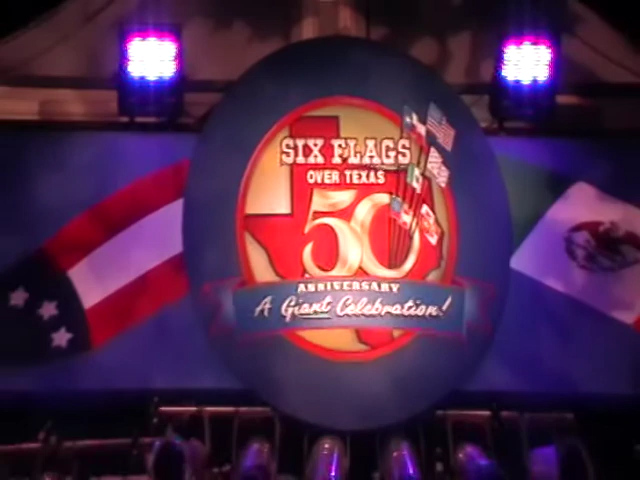 SIX FLAGS
OVER TEXAS
50
ANNIVERSARY
A Giant Celebration!